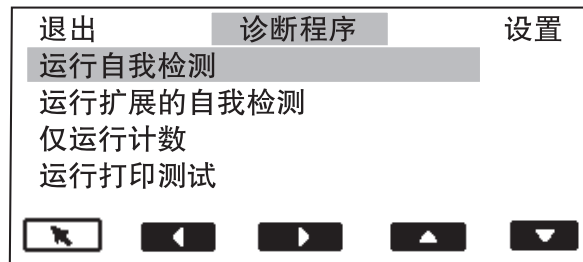 退出 诊断程序 设置
运行自我检测
运行扩展的自我检测
仅运行计数
运行打印测试